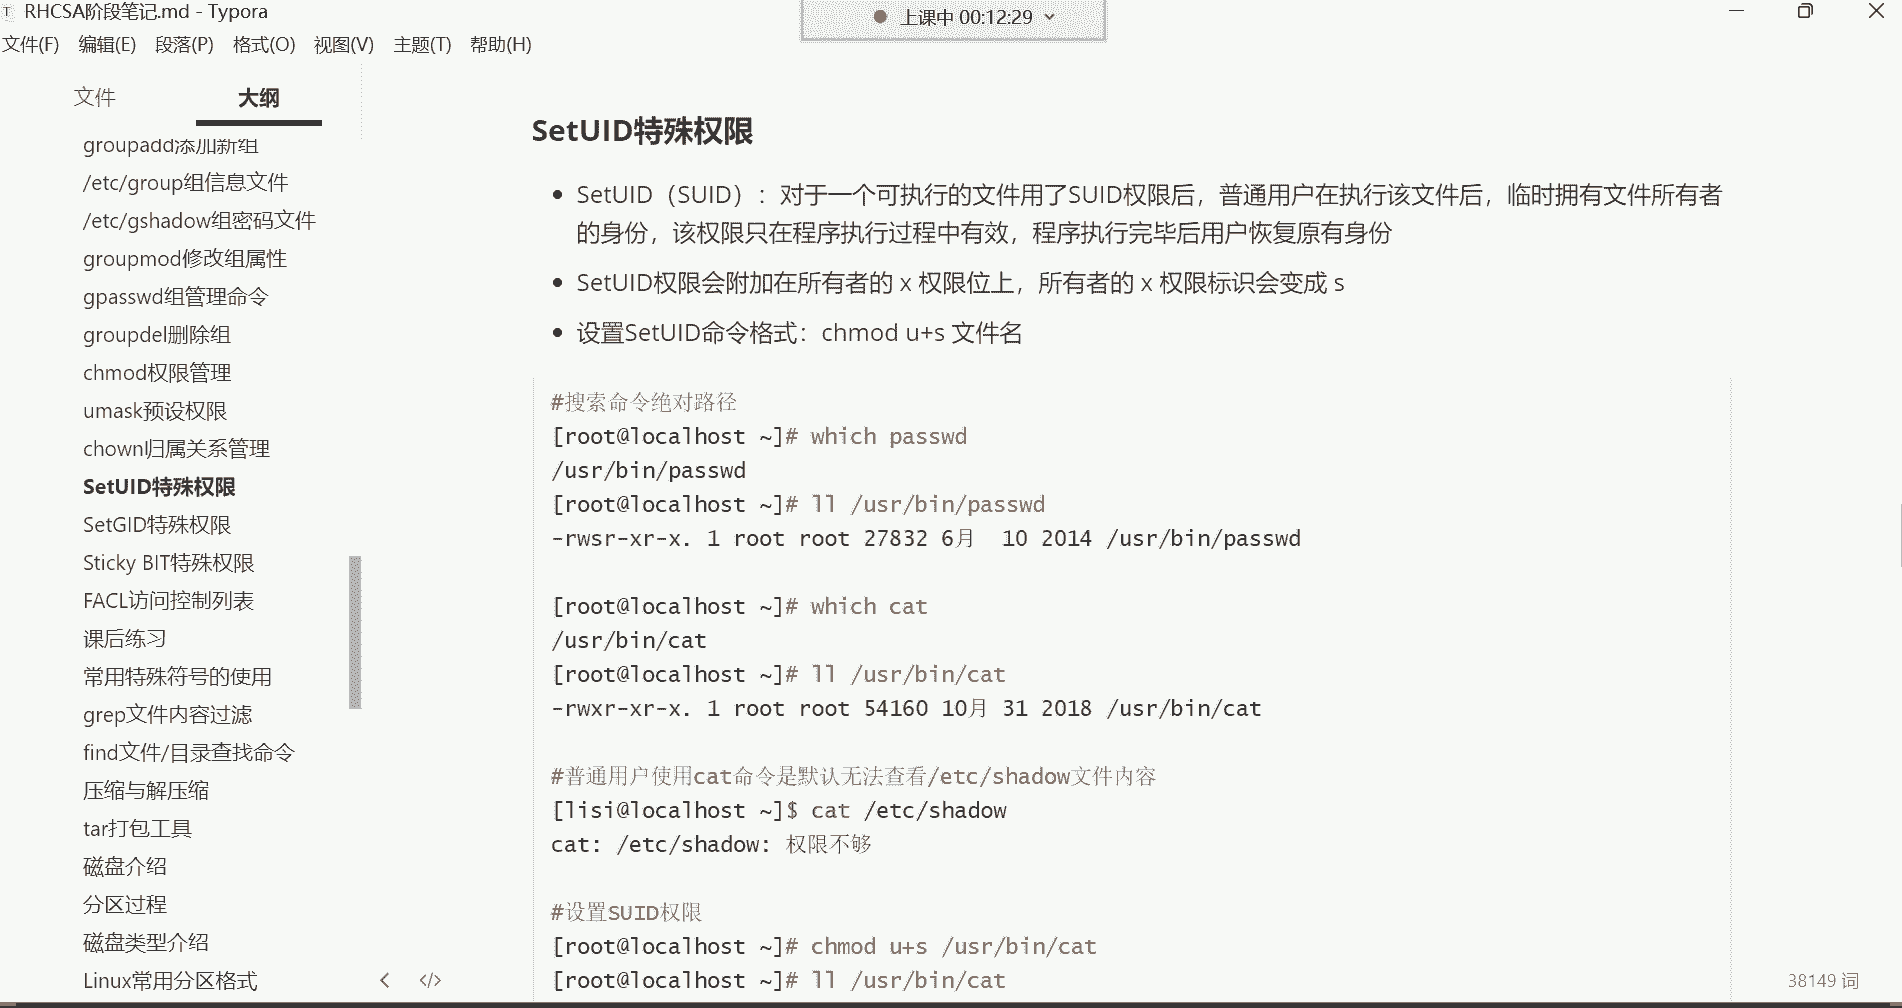 RHCSA阶段笔记.md - Typora
上课中 00:12:29
文件(F) 编辑(E) 段落(P) 格式(O) 视图(V) 主题(T) 帮助(H)
文件 大纲
groupadd添加新组
/etc/group组信息文件
/etc/gshadow组密码文件
groupmod修改组属性
gpasswd组管理命令
groupdel删除组
chmod权限管理
umask预设权限
chown归属关系管理
SetUID特殊权限
SetGID特殊权限
Sticky BIT特殊权限
FACL访问控制列表
课后练习
常用特殊符号的使用
grep文件内容过滤
find文件/目录查找命令
压缩与解压缩
tar打包工具
磁盘介绍
分区过程
磁盘类型介绍
Linux常用分区格式
SetUID特殊权限
SetUID（SUID）：对于一个可执行的文件用了SUID权限后，普通用户在执行该文件后，临时拥有文件所有者
的身份，该权限只在程序执行过程中有效，程序执行完毕后用户恢复原有身份
SetUID权限会附加在所有者的 x 权限位上，所有者的 x 权限标识会变成 s
设置SetUID命令格式：chmod u+s 文件名
#搜索命令绝对路径
[root@localhost ~]# which passwd
/usr/bin/passwd
[root@localhost ~]# ll /usr/bin/passwd
-rwsr-xr-x. 1 root root 27832 6月  10 2014 /usr/bin/passwd
[root@localhost ~]# which cat
/usr/bin/cat
[root@localhost ~]# ll /usr/bin/cat
-rwxr-xr-x. 1 root root 54160 10月 31 2018 /usr/bin/cat
#普通用户使用cat命令是默认无法查看/etc/shadow文件内容
[lisi@localhost ~]$ cat /etc/shadow
cat: /etc/shadow: 权限不够
#设置SUID权限
[root@localhost ~]# chmod u+s /usr/bin/cat
[root@localhost ~]# ll /usr/bin/cat
38149 词